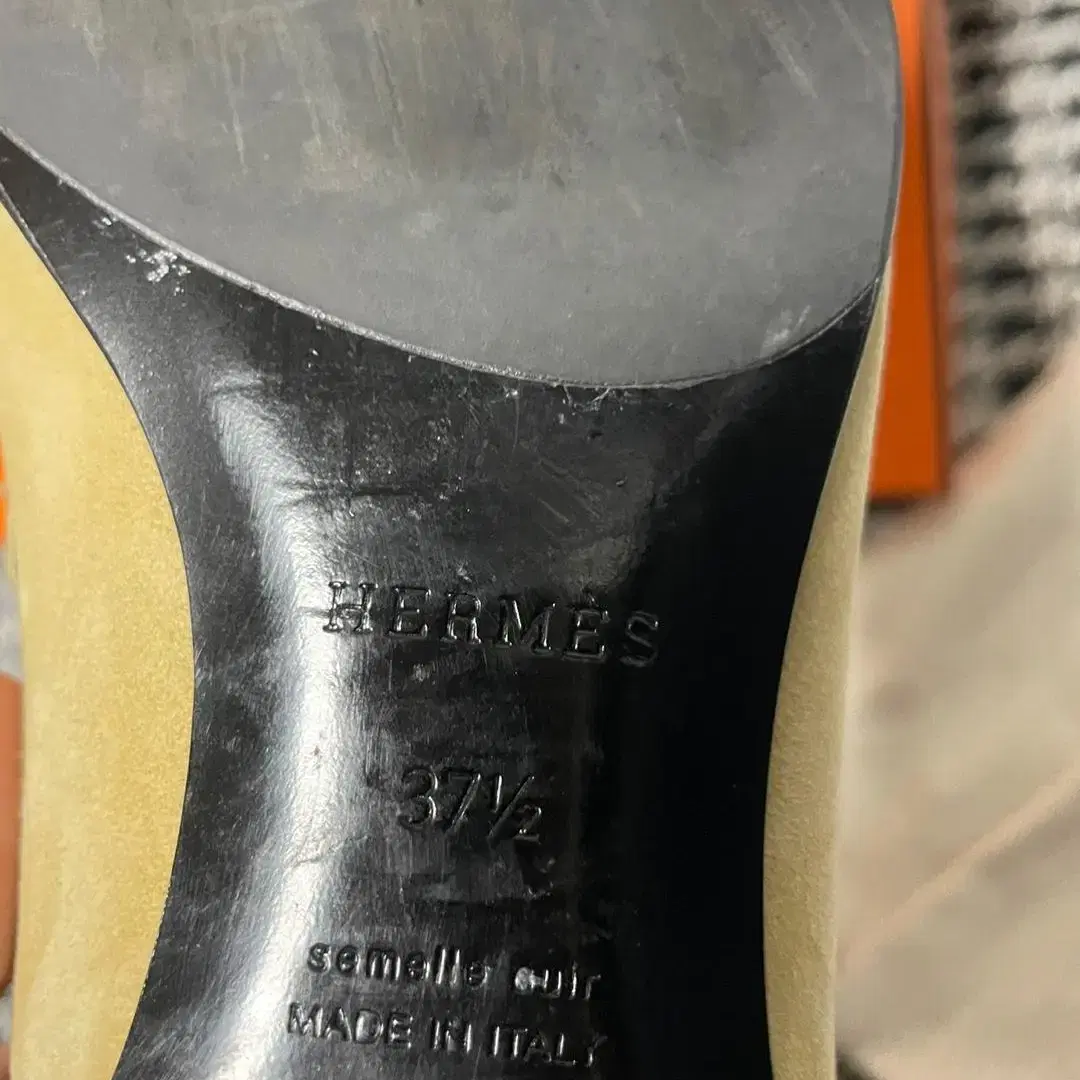 HERMÈS
37½
semelle cuir
MADE IN ITALY